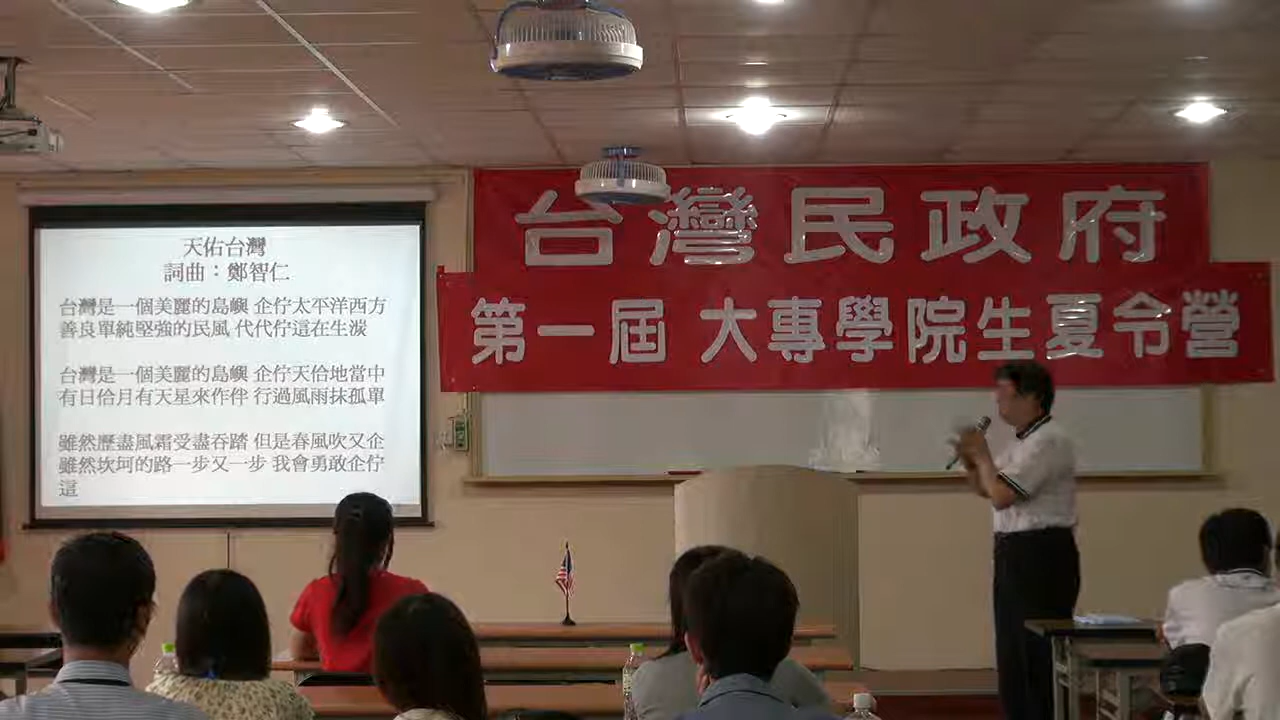 天佑台灣
詞曲：鄭智仁
台灣是一個美麗的島嶼 企佇太平洋西方
善良單純堅強的民風 代代佇這在生湠
台灣是一個美麗的島嶼 企佇天佮地當中
有日佮月有天星來作伴 行過風雨抹孤單
雖然歷盡風霜受盡吞踏 但是春風吹又企
雖然坎坷的路一步又一步 我會勇敢企佇
這
台灣民政府
第一屆 大專學院生夏令營